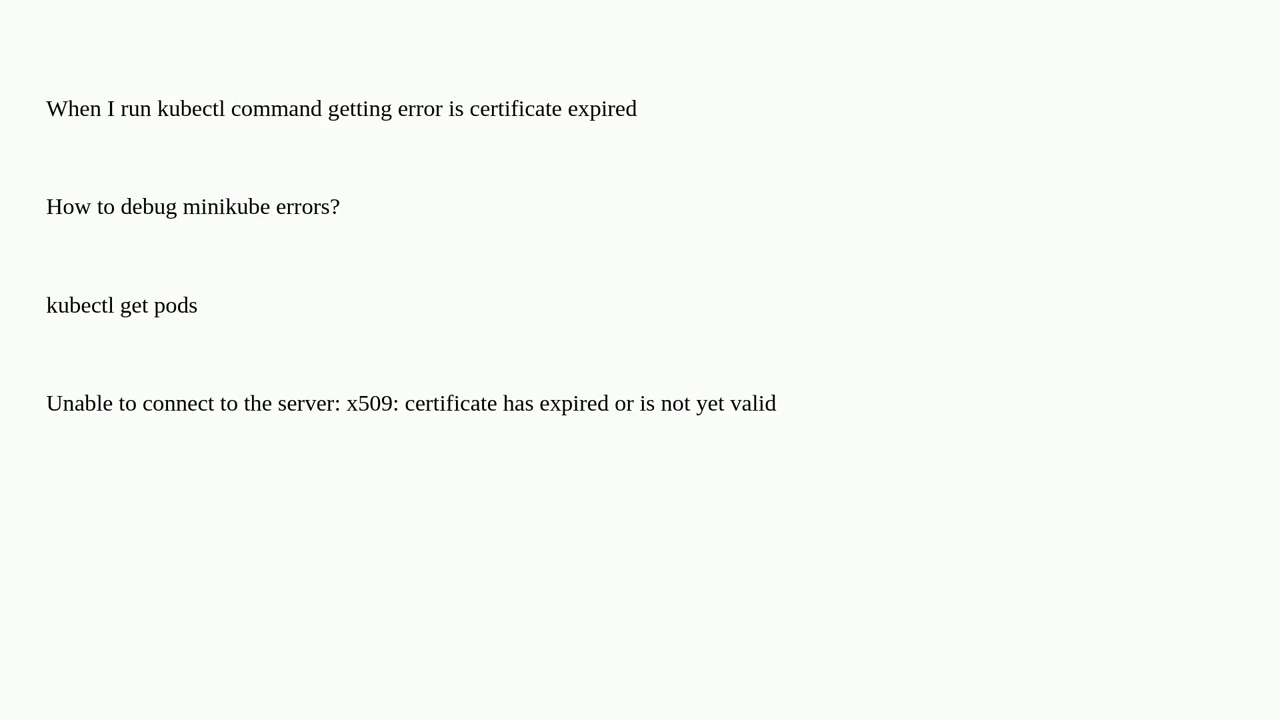 When I run kubectl command getting error is certificate expired
How to debug minikube errors?
kubectl get pods
Unable to connect to the server: x509: certificate has expired or is not yet valid